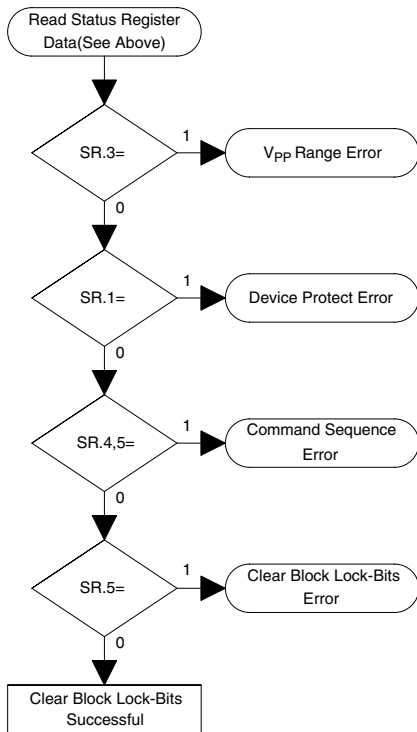 Read Status Register
Data(See Above)
SR.3=
1
VPP Range Error
0
SR.1=
1
Device Protect Error
0
SR.4,5=
1
Command Sequence
Error
0
SR.5=
1
Clear Block Lock-Bits
Error
0
Clear Block Lock-Bits
Successful